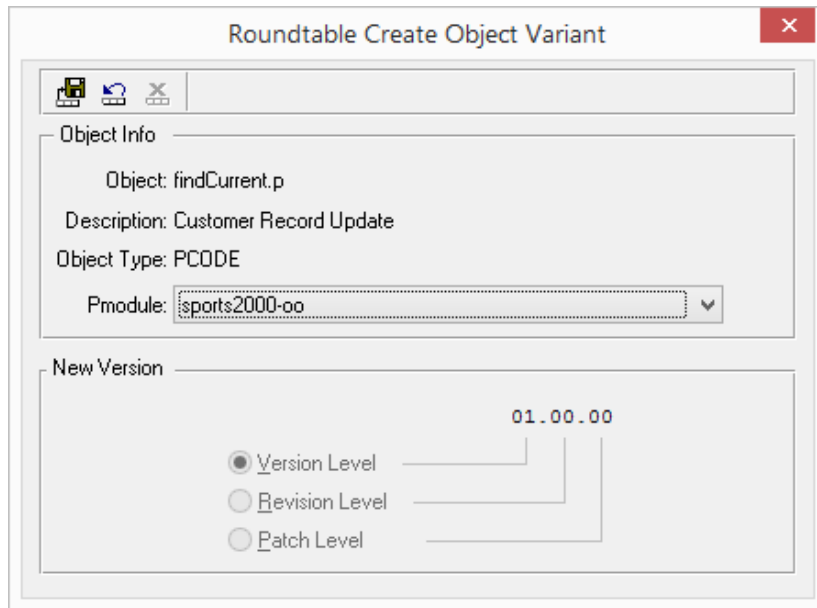 Roundtable Create Object Variant
Object Info
Object: findCurrent.p
Description: Customer Record Update
Object Type: PCODE
Pmodule: sports2000-oo
New Version
01.00.00
Version Level
Revision Level
Patch Level